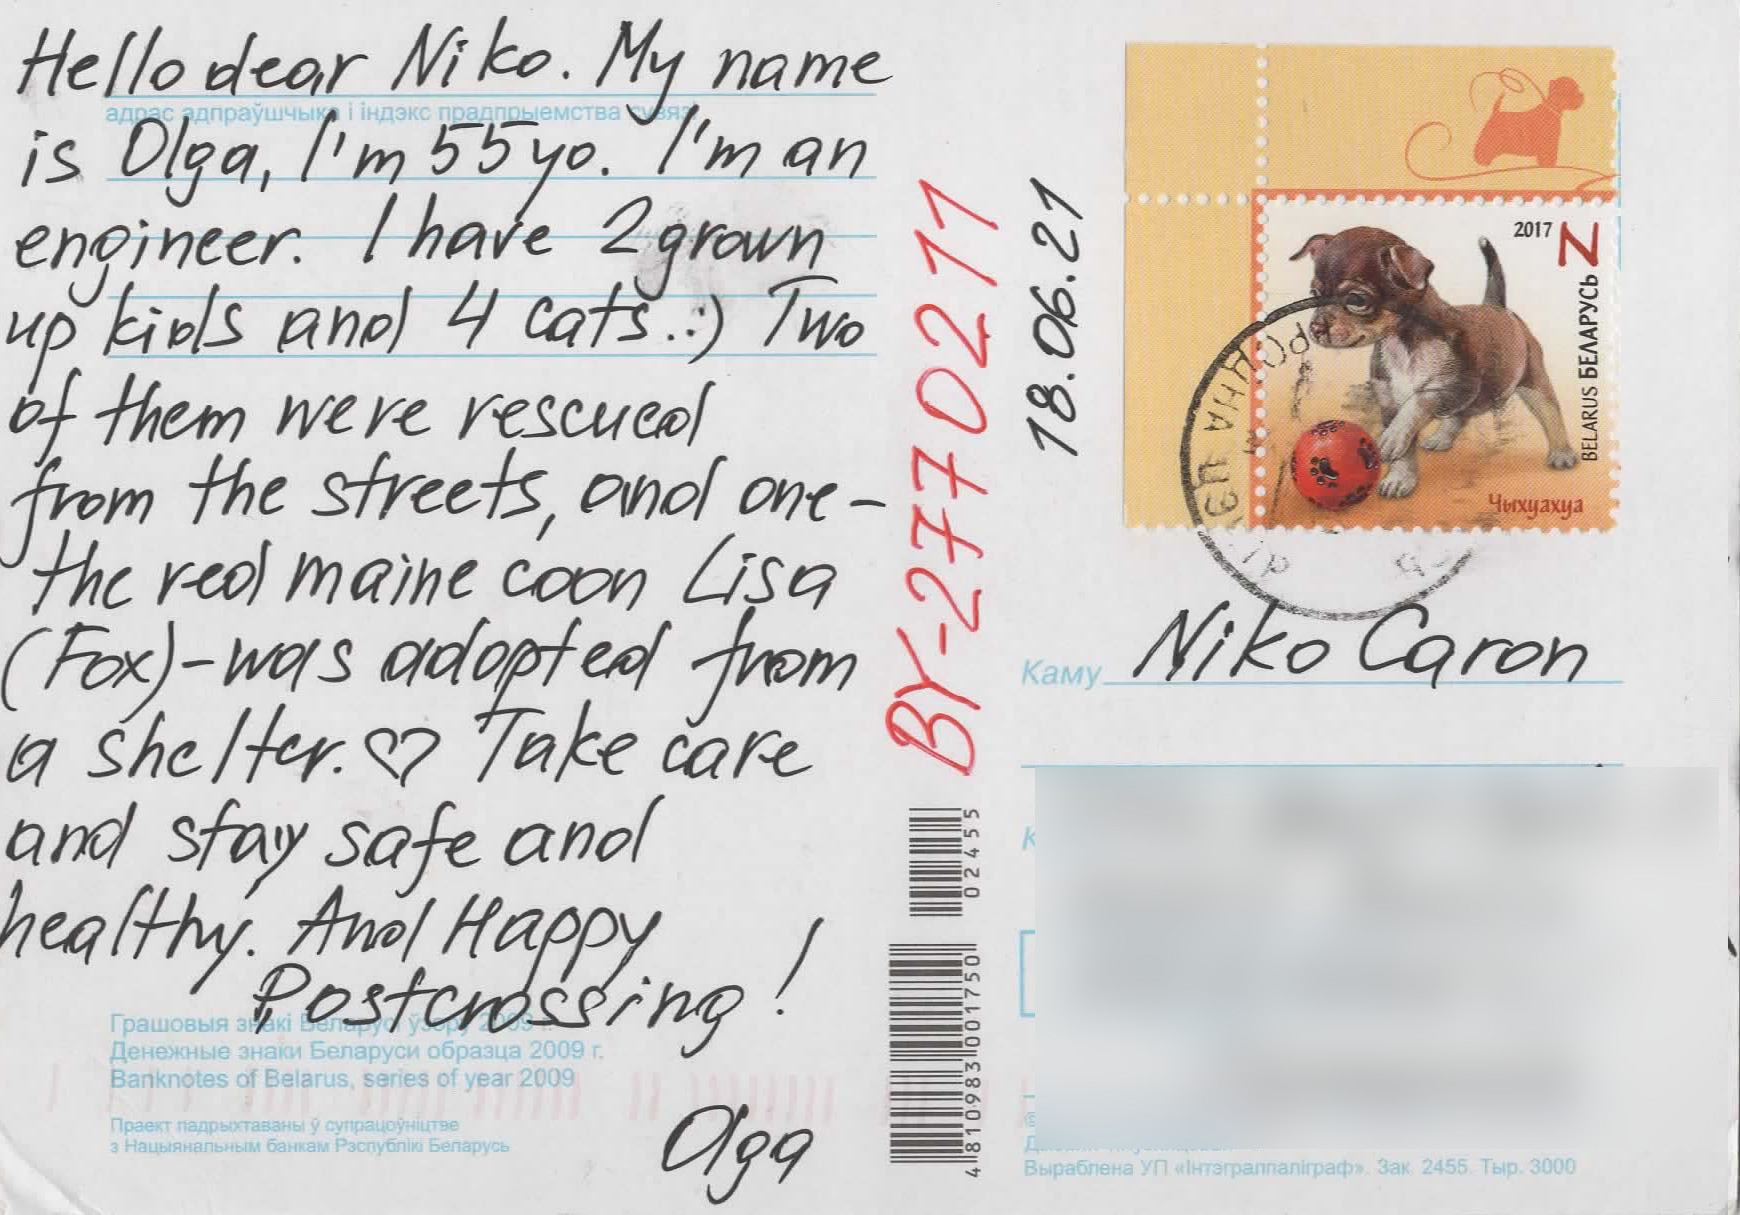 Hello dear Niko. My name
адрас адпраўшчыка і індэкс прадпрыемства сувязі
is Olga, I'm 55 yo. I'm an
engineer. I have 2 grown
up kids and 4 cats.:) Two
of them were rescued
from the streets, and one -
the red maine coon Lisa
(Fox) - was adopted from
a shelter.♡ Take care
and stay safe and
healthy. And Happy
Postcrossing!
Грашовыя знакі Беларусі ўзору 2009 г.
Денежные знаки Беларуси образца 2009 г.
Banknotes of Belarus, series of year 2009
Праект падрыхтаваны ў супрацоўніцтве
з Нацыянальным банкам Рэспублікі Беларусь
Olga
BY-2770211
18.06.21
02455
4810983001750
2017 Z
BELARUS БЕЛАРУСЬ
Чыхуахуа
Каму Niko Caron
Выраблена УП «Інтэгралпаліграф». Зак. 2455. Тыр. 3000